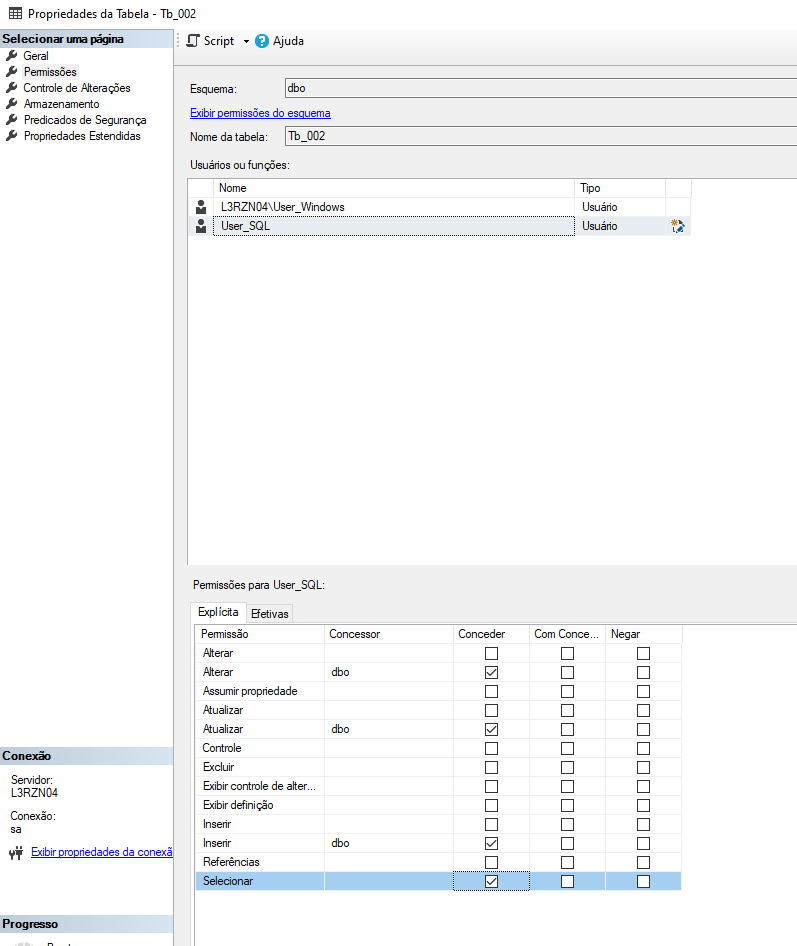 Propriedades da Tabela - Tb_002
Selecionar uma página
Geral
Permissões
Controle de Alterações
Armazenamento
Predicados de Segurança
Propriedades Estendidas
Script Ajuda
Esquema: dbo
Exibir permissões do esquema
Nome da tabela: Tb_002
Usuários ou funções:
Nome Tipo
L3RZN04\User_Windows Usuário
User_SQL Usuário
Permissões para User_SQL:
Explícita Efetivas
Permissão Concessor Conceder Com Conce... Negar
Alterar
Alterar dbo
Assumir propriedade
Atualizar
Atualizar dbo
Controle
Excluir
Exibir controle de alter...
Exibir definição
Inserir
Inserir dbo
Referências
Selecionar
Conexão
Servidor:
L3RZN04
Conexão:
sa
Exibir propriedades da conexã
Progresso